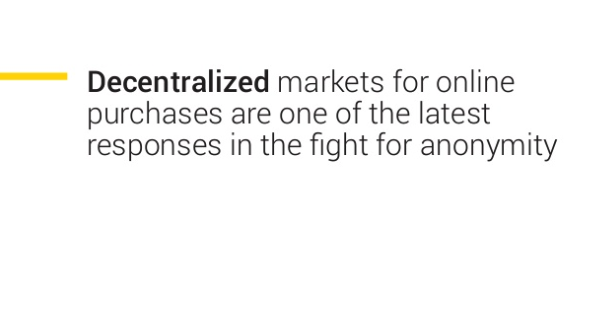 Decentralized markets for online
purchases are one of the latest
responses in the fight for anonymity